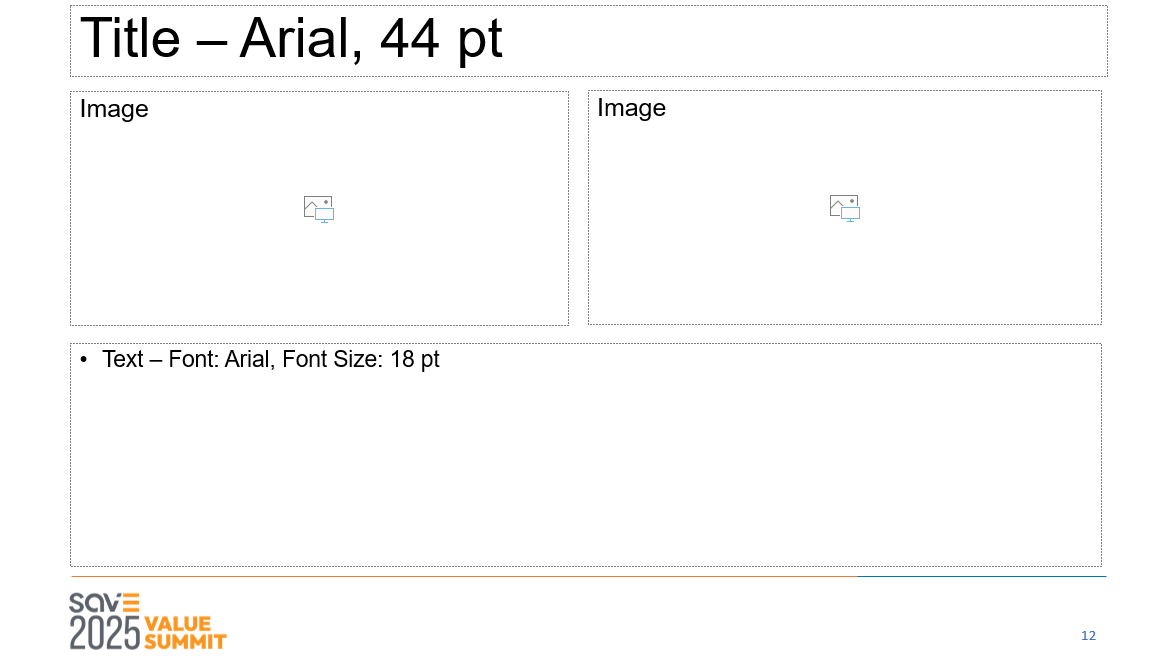 Title – Arial, 44 pt
Image
Image
• Text – Font: Arial, Font Size: 18 pt
SAVE
2025 VALUE SUMMIT
12